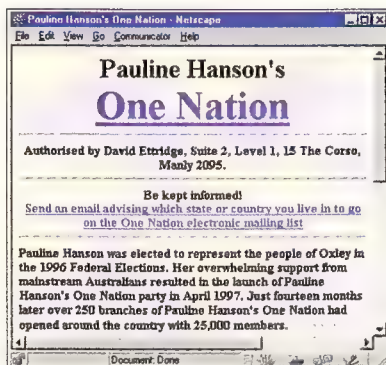 Pauline Hanson's One Nation - Netscape
File Edit View Go Communicator Help
Pauline Hanson's
One Nation
Authorised by David Ettridge, Suite 2, Level 1, 15 The Corso,
Manly 2095.
Be kept informed!
Send an email advising which state or country you live in to go
on the One Nation electronic mailing list
Pauline Hanson was elected to represent the people of Oxley in
the 1996 Federal Elections. Her overwhelming support from
mainstream Australians resulted in the launch of Pauline
Hanson's One Nation party in April 1997. Just fourteen months
later over 250 branches of Pauline Hanson's One Nation had
opened around the country with 25,000 members.
Document: Done